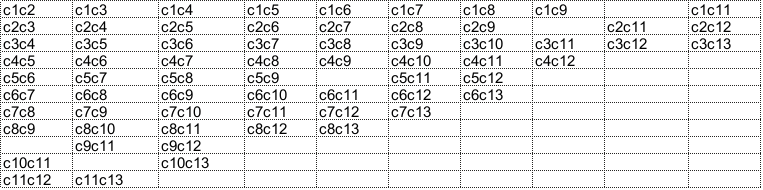 c1c2 c1c3 c1c4 c1c5 c1c6 c1c7 c1c8 c1c9 c1c11
c2c3 c2c4 c2c5 c2c6 c2c7 c2c8 c2c9 c2c11 c2c12
c3c4 c3c5 c3c6 c3c7 c3c8 c3c9 c3c10 c3c11 c3c12 c3c13
c4c5 c4c6 c4c7 c4c8 c4c9 c4c10 c4c11 c4c12
c5c6 c5c7 c5c8 c5c9 c5c11 c5c12
c6c7 c6c8 c6c9 c6c10 c6c11 c6c12 c6c13
c7c8 c7c9 c7c10 c7c11 c7c12 c7c13
c8c9 c8c10 c8c11 c8c12 c8c13
c9c11 c9c12
c10c11 c10c13
c11c12 c11c13